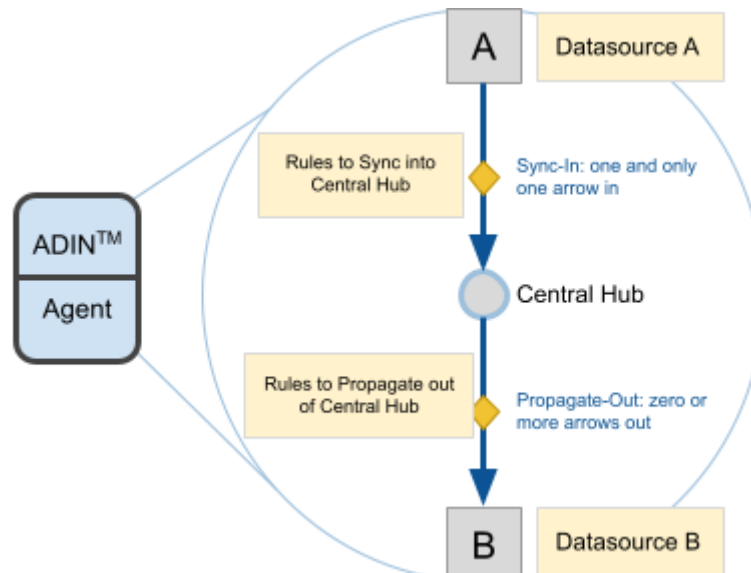 A
Datasource A
Rules to Sync into
Central Hub
Sync-In: one and only
one arrow in
ADIN™
Agent
Central Hub
Rules to Propagate out
of Central Hub
Propagate-Out: zero or
more arrows out
B
Datasource B